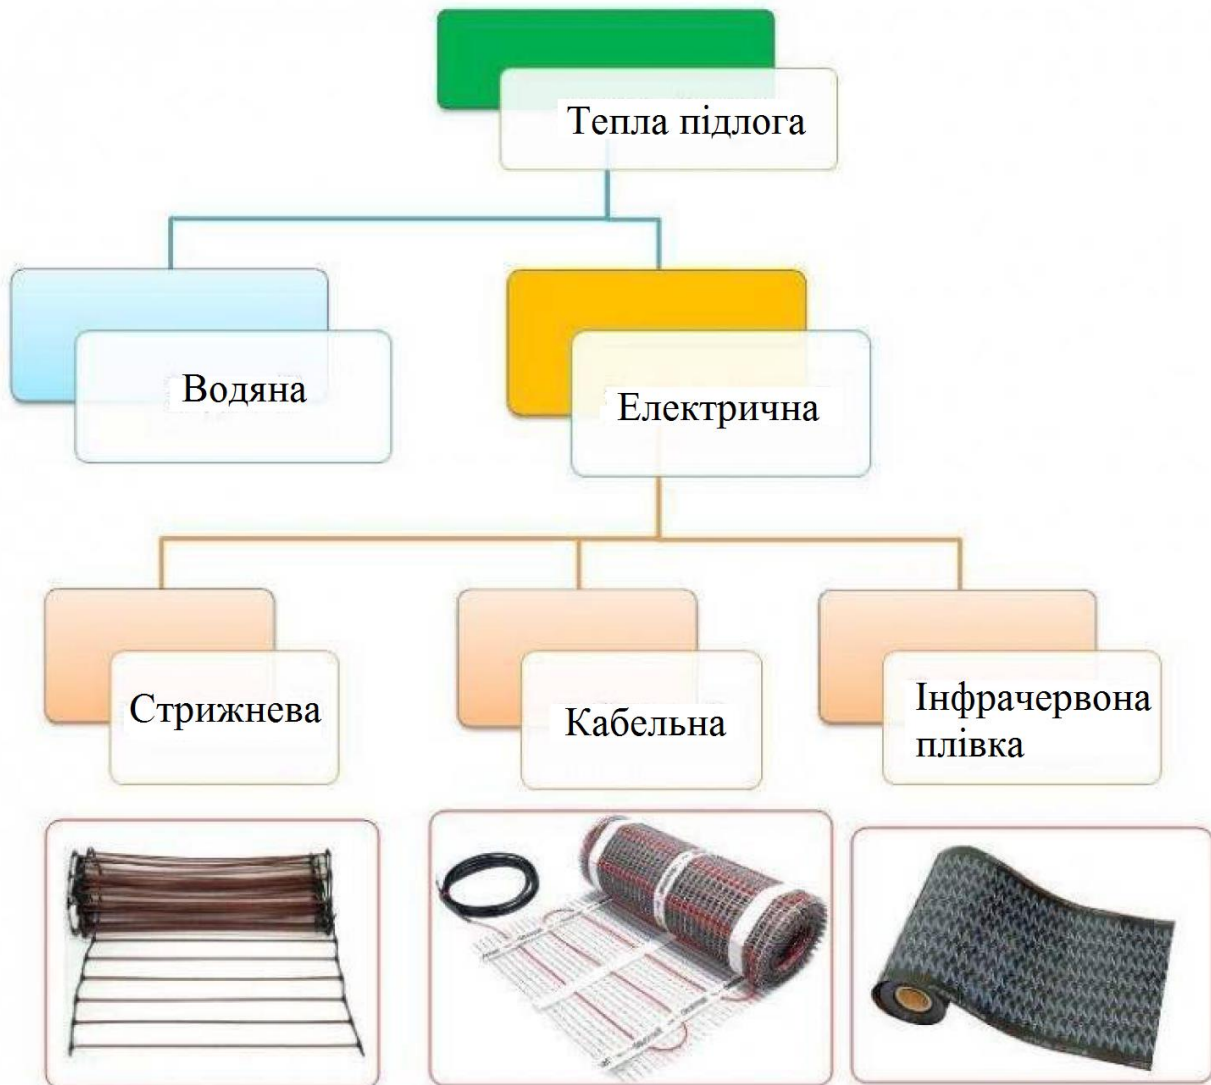 Тепла підлога
Водяна
Електрична
Стрижнева
Кабельна
Інфрачервона
плівка